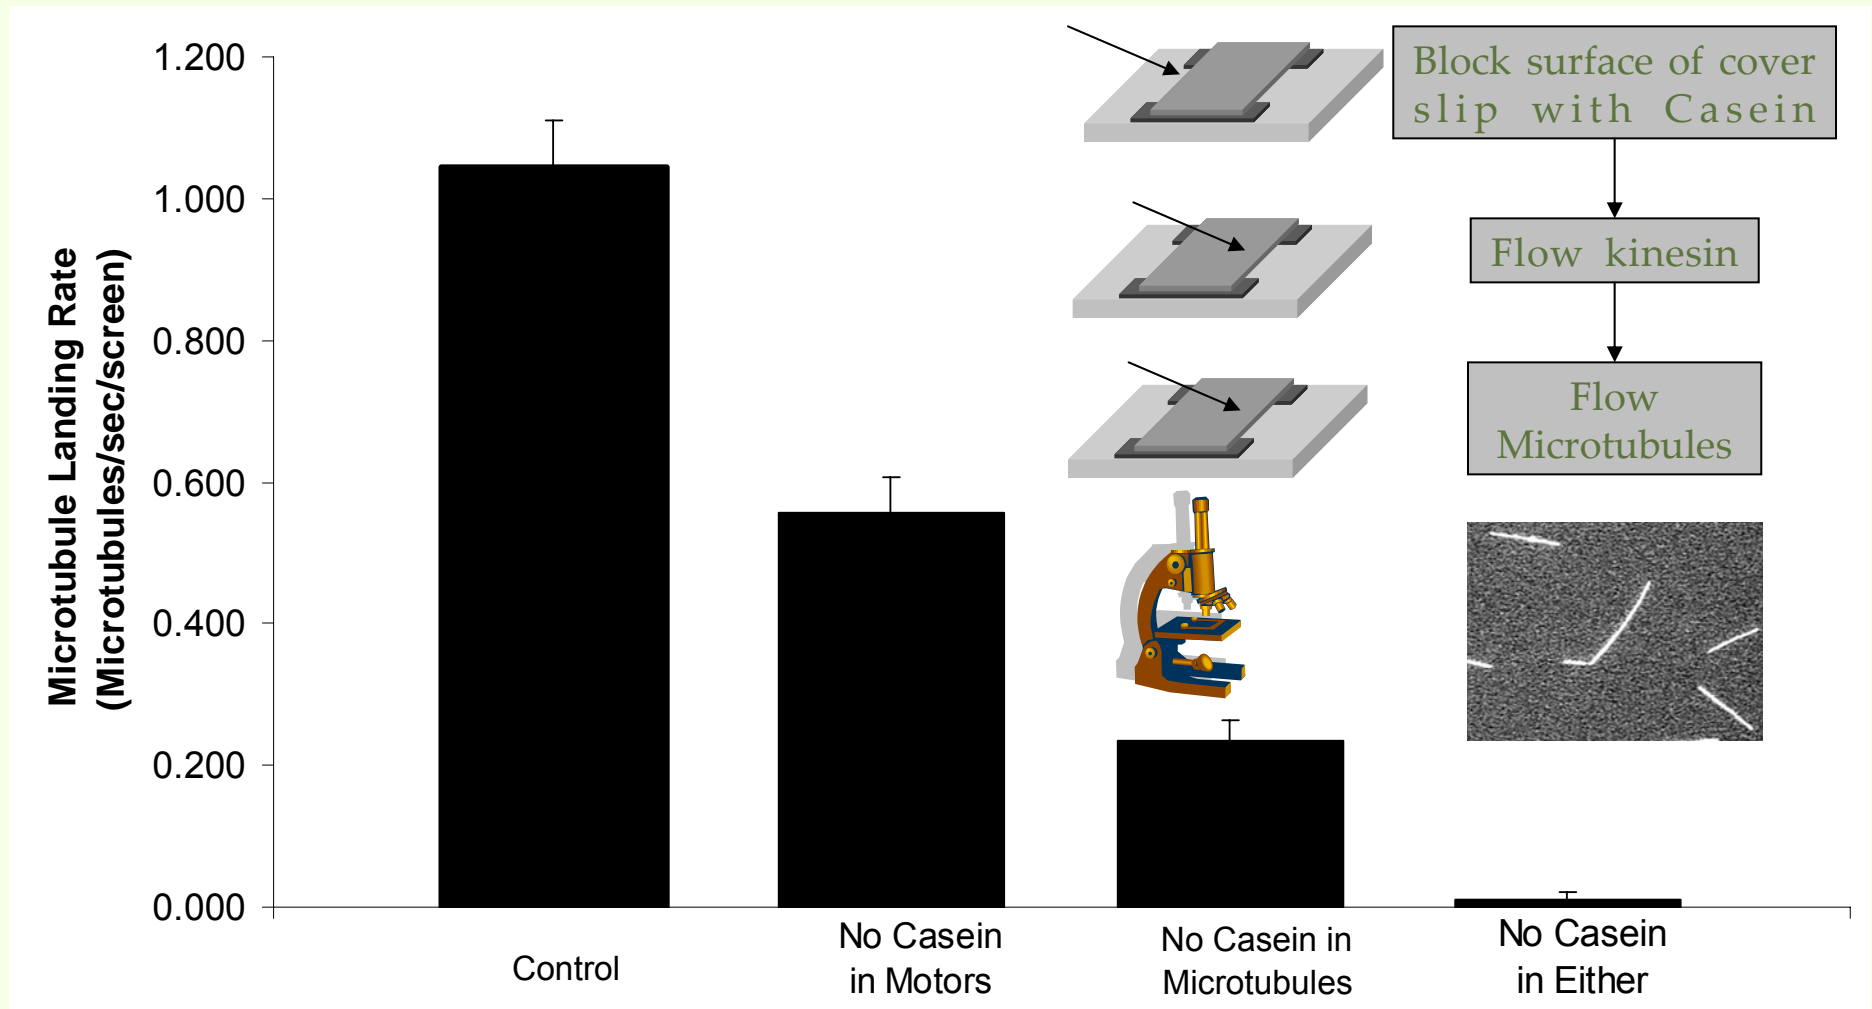 1.200
1.000
0.800
0.600
0.400
0.200
0.000
Microtubule Landing Rate
(Microtubules/sec/screen)
Control
No Casein
in Motors
No Casein in
Microtubules
No Casein
in Either
Block surface of cover
slip with Casein
Flow kinesin
Flow
Microtubules